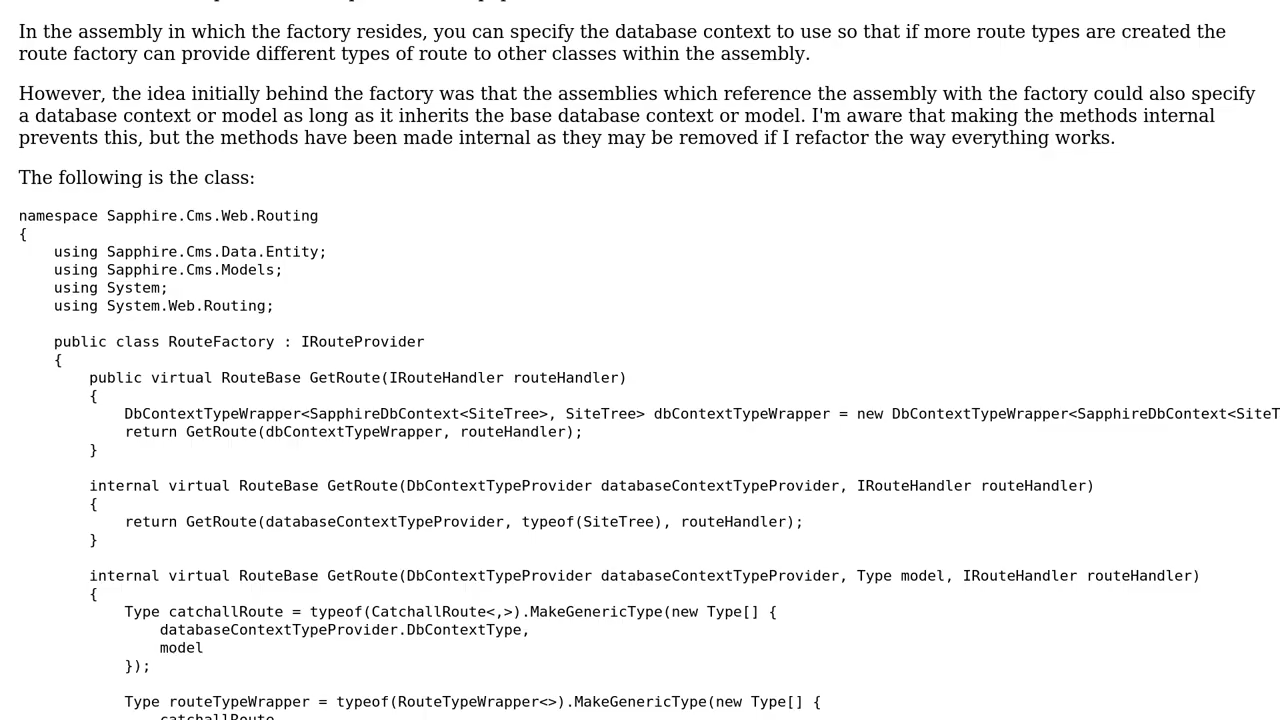 In the assembly in which the factory resides, you can specify the database context to use so that if more route types are created the
route factory can provide different types of route to other classes within the assembly.
However, the idea initially behind the factory was that the assemblies which reference the assembly with the factory could also specify
a database context or model as long as it inherits the base database context or model. I'm aware that making the methods internal
prevents this, but the methods have been made internal as they may be removed if I refactor the way everything works.
The following is the class:
namespace Sapphire.Cms.Web.Routing
{
    using Sapphire.Cms.Data.Entity;
    using Sapphire.Cms.Models;
    using System;
    using System.Web.Routing;

    public class RouteFactory : IRouteProvider
    {
        public virtual RouteBase GetRoute(IRouteHandler routeHandler)
        {
            DbContextTypeWrapper<SapphireDbContext<SiteTree>, SiteTree> dbContextTypeWrapper = new DbContextTypeWrapper<SapphireDbContext<SiteT
            return GetRoute(dbContextTypeWrapper, routeHandler);
        }

        internal virtual RouteBase GetRoute(DbContextTypeProvider databaseContextTypeProvider, IRouteHandler routeHandler)
        {
            return GetRoute(databaseContextTypeProvider, typeof(SiteTree), routeHandler);
        }

        internal virtual RouteBase GetRoute(DbContextTypeProvider databaseContextTypeProvider, Type model, IRouteHandler routeHandler)
        {
            Type catchallRoute = typeof(CatchallRoute<,>).MakeGenericType(new Type[] {
                databaseContextTypeProvider.DbContextType,
                model
            });

            Type routeTypeWrapper = typeof(RouteTypeWrapper<>).MakeGenericType(new Type[] {
                catchallRoute